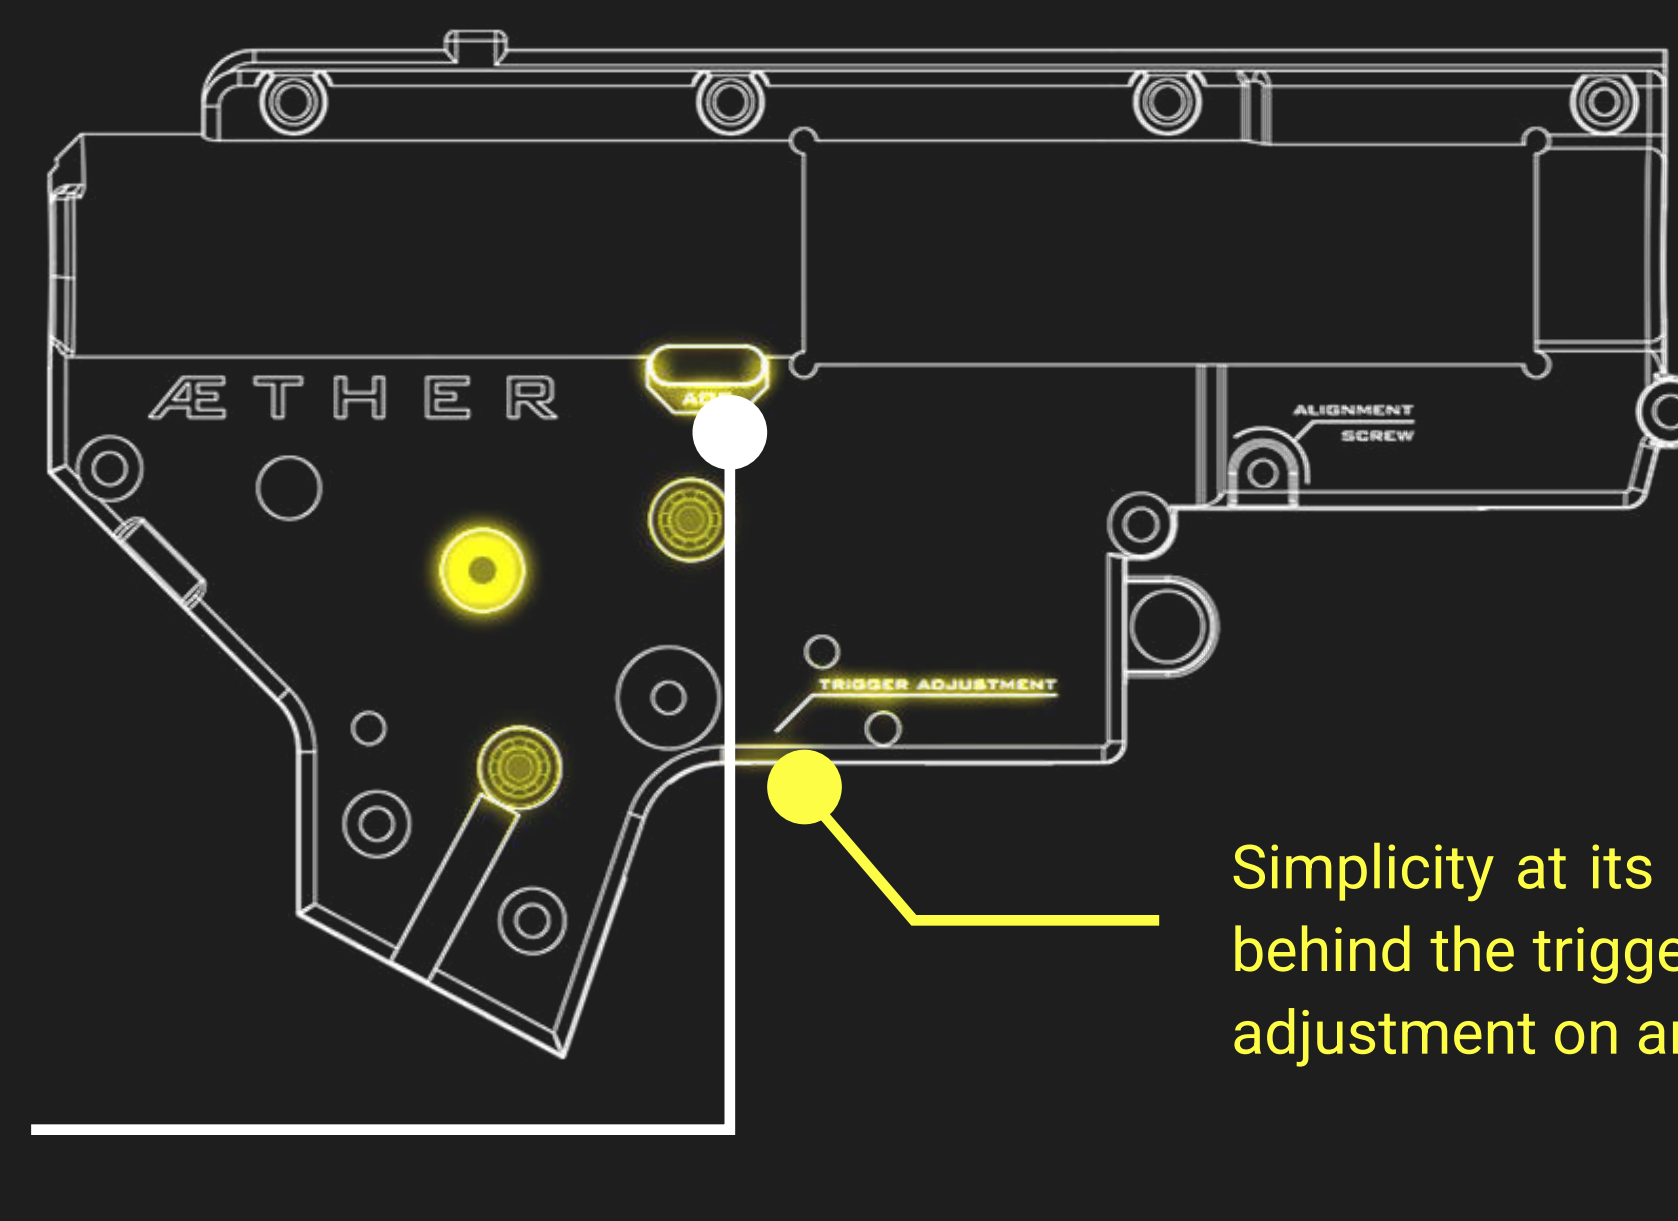 ÆTHER
ALIGNMENT
SCREW
TRIGGER ADJUSTMENT
Simplicity at its
behind the trigge
adjustment on